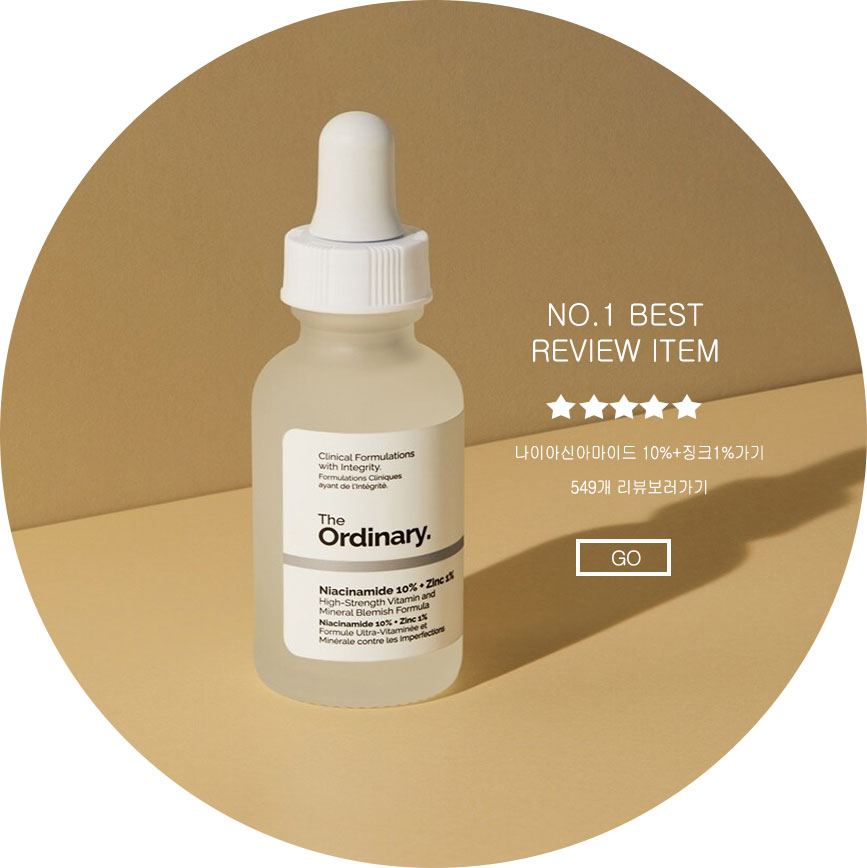 Clinical Formulations
with Integrity.
Formulations Cliniques
ayant de l'Intégrité.
The
Ordinary.
Niacinamide 10% + Zinc 1%
High-Strength Vitamin and
Mineral Blemish Formula
Niacinamide 10% + Zinc 1%
Formule Ultra-Vitaminée et
Minérale contre les Imperfections
NO.1 BEST
REVIEW ITEM
나이아신아마이드 10%+징크1%가기
549개 리뷰보러가기
GO